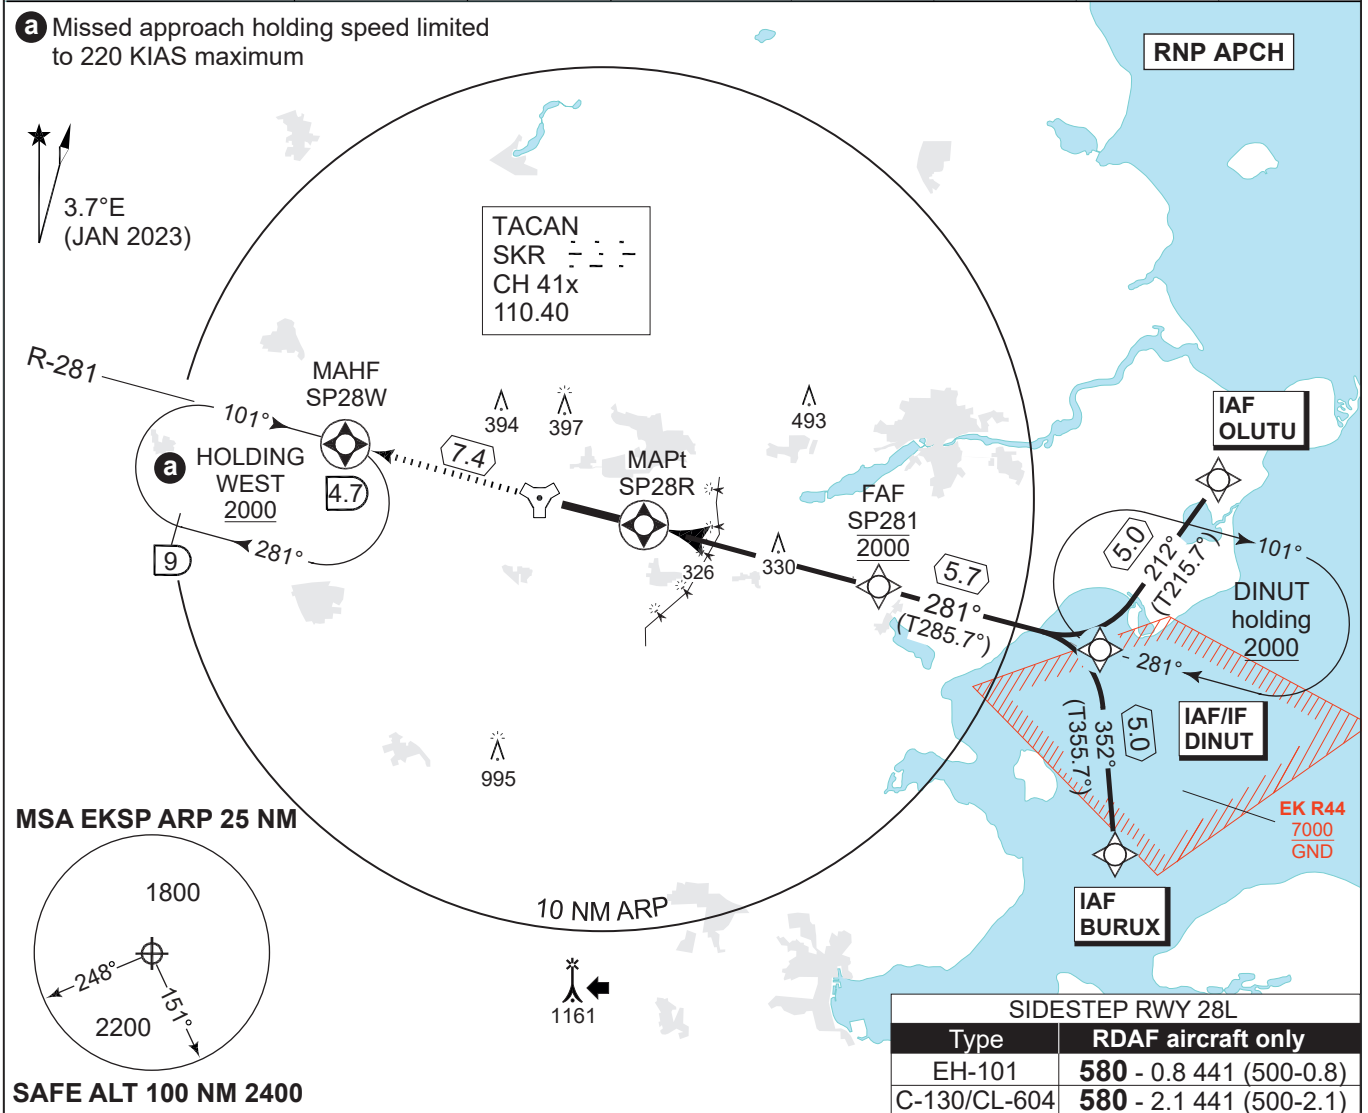 a Missed approach holding speed limited
to 220 KIAS maximum
RNP APCH
3.7°E
(JAN 2023)
TACAN
SKR
CH 41x
110.40
R-281
MAHF
SP28W
101°
a
HOLDING
WEST
2000
4.7
281°
9
7.4
394
397
493
MAPt
SP28R
326
330
FAF
SP281
2000
5.7
281°
(T285.7°)
IAF
OLUTU
5.0
212°
(T215.7°)
101°
DINUT
holding
2000
281°
IAF/IF
DINUT
5.0
352°
(T355.7°)
EK R44
7000
GND
IAF
BURUX
995
10 NM ARP
1161
MSA EKSP ARP 25 NM
1800
248°
151°
2200
SAFE ALT 100 NM 2400
SIDESTEP RWY 28L
Type RDAF aircraft only
EH-101 580 - 0.8 441 (500-0.8)
C-130/CL-604 580 - 2.1 441 (500-2.1)